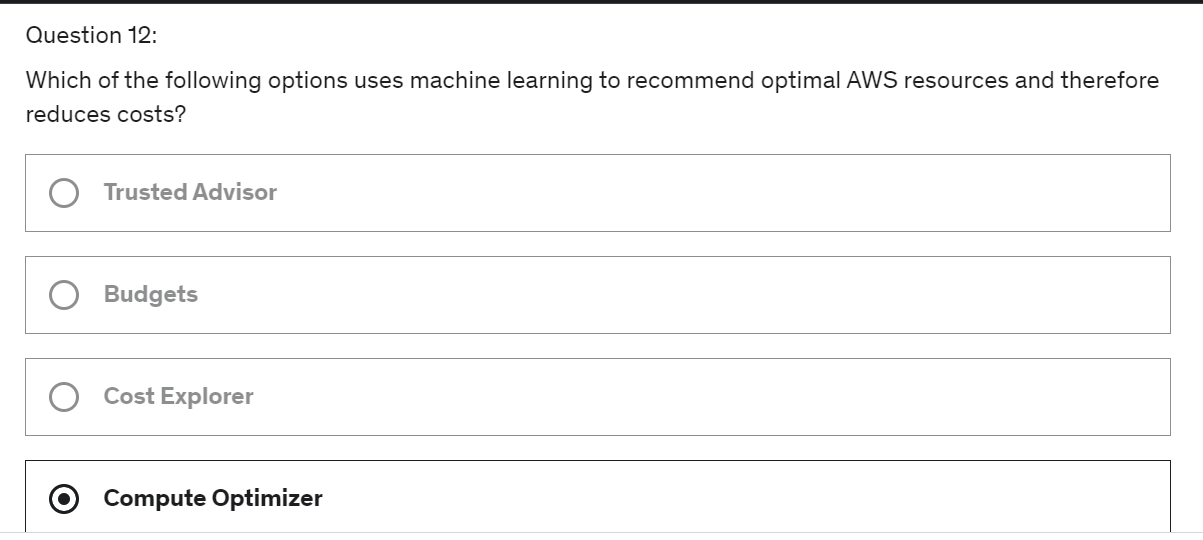 Question 12:
Which of the following options uses machine learning to recommend optimal AWS resources and therefore
reduces costs?
Trusted Advisor
Budgets
Cost Explorer
Compute Optimizer